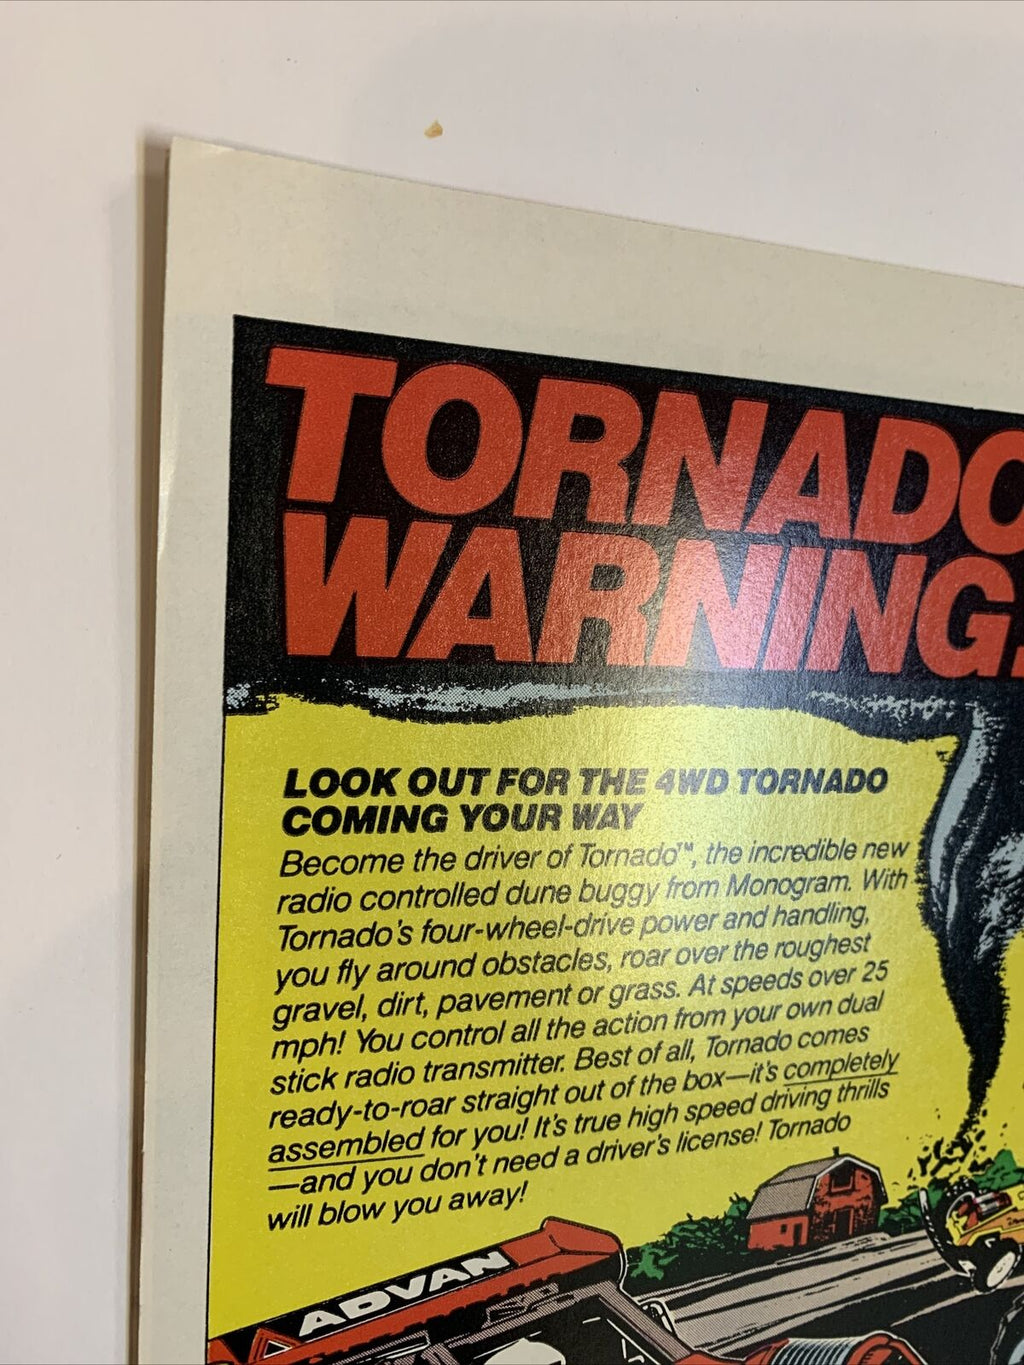 TORNADO
WARNING.
LOOK OUT FOR THE 4WD TORNADO
COMING YOUR WAY
Become the driver of Tornado™, the incredible new
radio controlled dune buggy from Monogram. With
Tornado's four-wheel-drive power and handling,
you fly around obstacles, roar over the roughest
gravel, dirt, pavement or grass. At speeds over 25
mph! You control all the action from your own dual
stick radio transmitter. Best of all, Tornado comes
ready-to-roar straight out of the box—it's completely
assembled for you! It's true high speed driving thrills
—and you don't need a driver's license! Tornado
will blow you away!
ADVAN